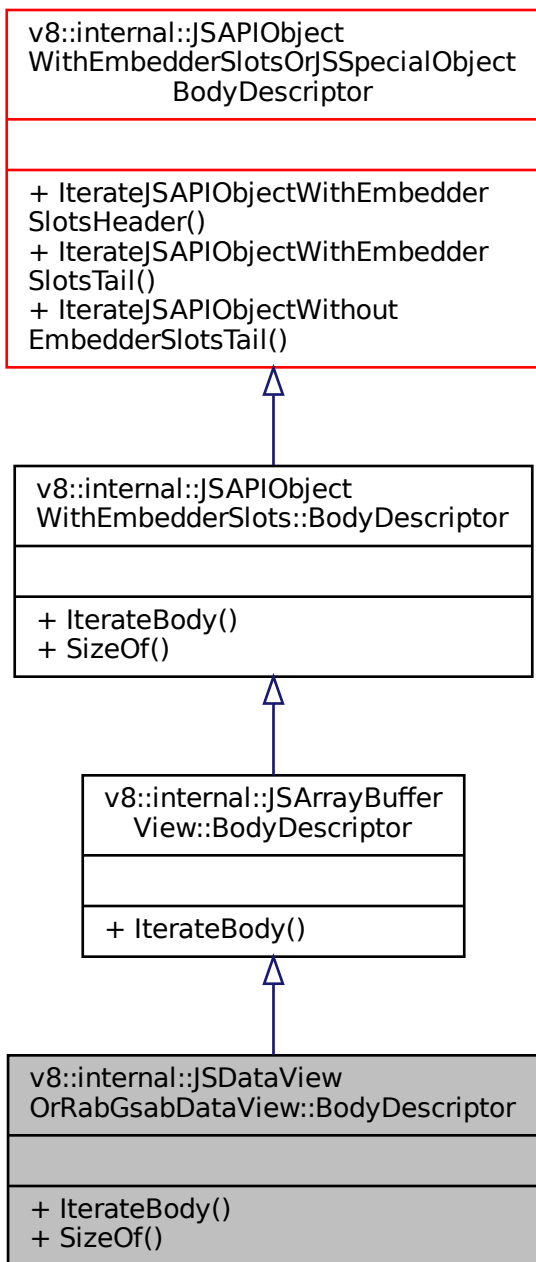 v8::internal::JSAPIObject
WithEmbedderSlotsOrJSSpecialObject
BodyDescriptor
+ IterateJSAPIObjectWithEmbedder
SlotsHeader()
+ IterateJSAPIObjectWithEmbedder
SlotsTail()
+ IterateJSAPIObjectWithout
EmbedderSlotsTail()
v8::internal::JSAPIObject
WithEmbedderSlots::BodyDescriptor
+ IterateBody()
+ SizeOf()
v8::internal::JSArrayBuffer
View::BodyDescriptor
+ IterateBody()
v8::internal::JSDataView
OrRabGsabDataView::BodyDescriptor
+ IterateBody()
+ SizeOf()